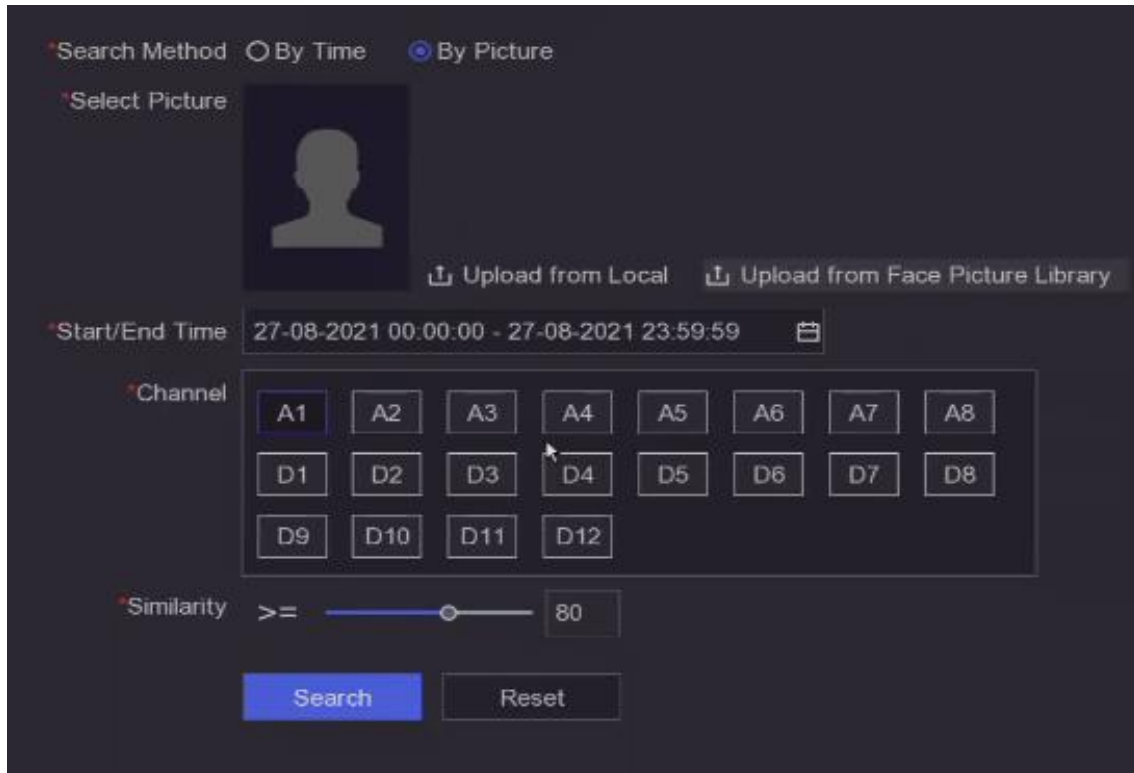 *Search Method By Time By Picture
*Select Picture
Upload from Local Upload from Face Picture Library
*Start/End Time 27-08-2021 00:00:00 - 27-08-2021 23:59:59
*Channel
A1 A2 A3 A4 A5 A6 A7 A8
D1 D2 D3 D4 D5 D6 D7 D8
D9 D10 D11 D12
*Similarity >= 80
Search Reset